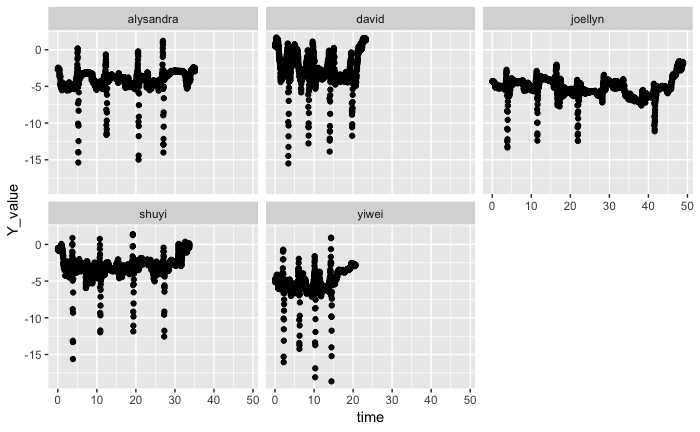 alysandra
david
joellyn
0
-5
-10
-15
0 10 20 30 40 50
shuyi
yiwei
0
-5
-10
-15
0 10 20 30 40 50
0 10 20 30 40 50
Y_value
time